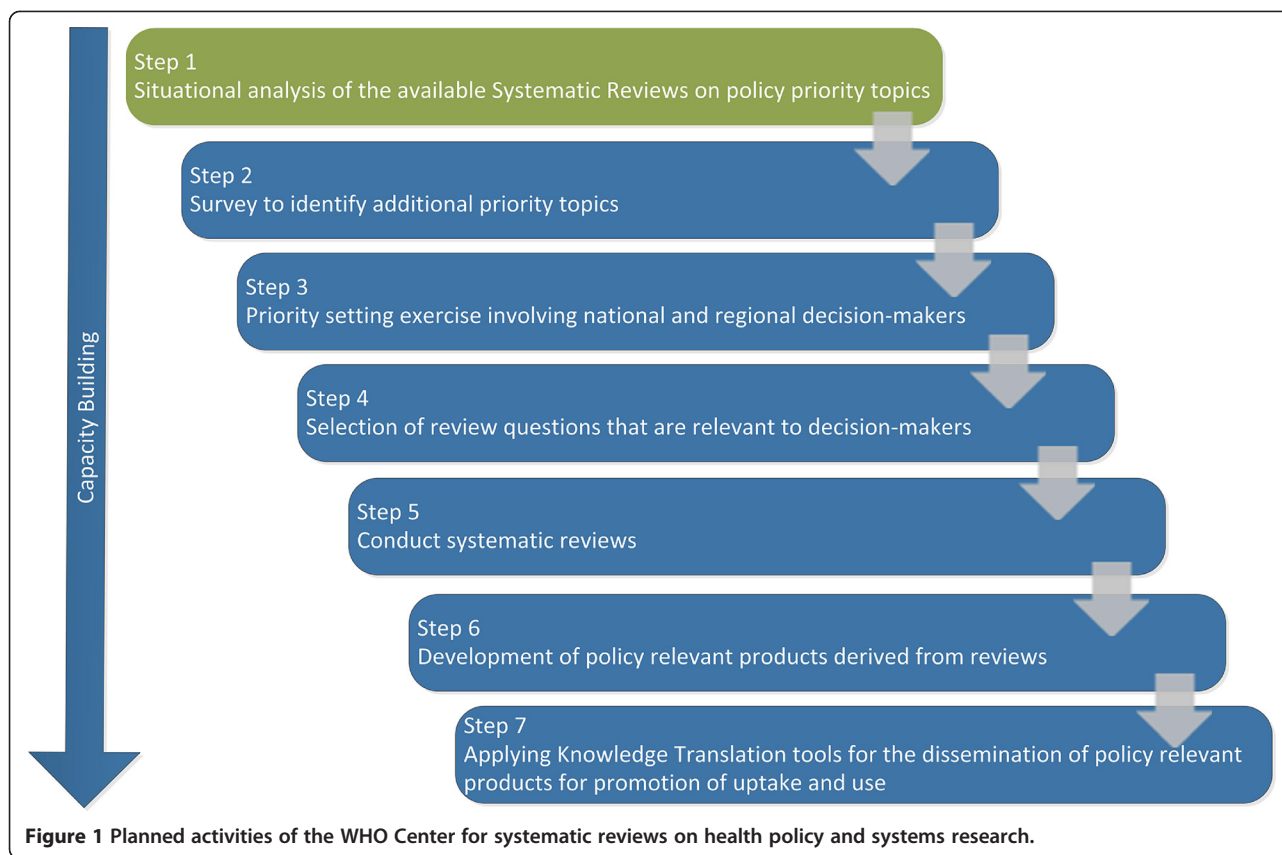 Step 1
Situational analysis of the available Systematic Reviews on policy priority topics
Step 2
Survey to identify additional priority topics
Step 3
Priority setting exercise involving national and regional decision-makers
Step 4
Selection of review questions that are relevant to decision-makers
Step 5
Conduct systematic reviews
Step 6
Development of policy relevant products derived from reviews
Step 7
Applying Knowledge Translation tools for the dissemination of policy relevant
products for promotion of uptake and use
Capacity Building
Figure 1 Planned activities of the WHO Center for systematic reviews on health policy and systems research.